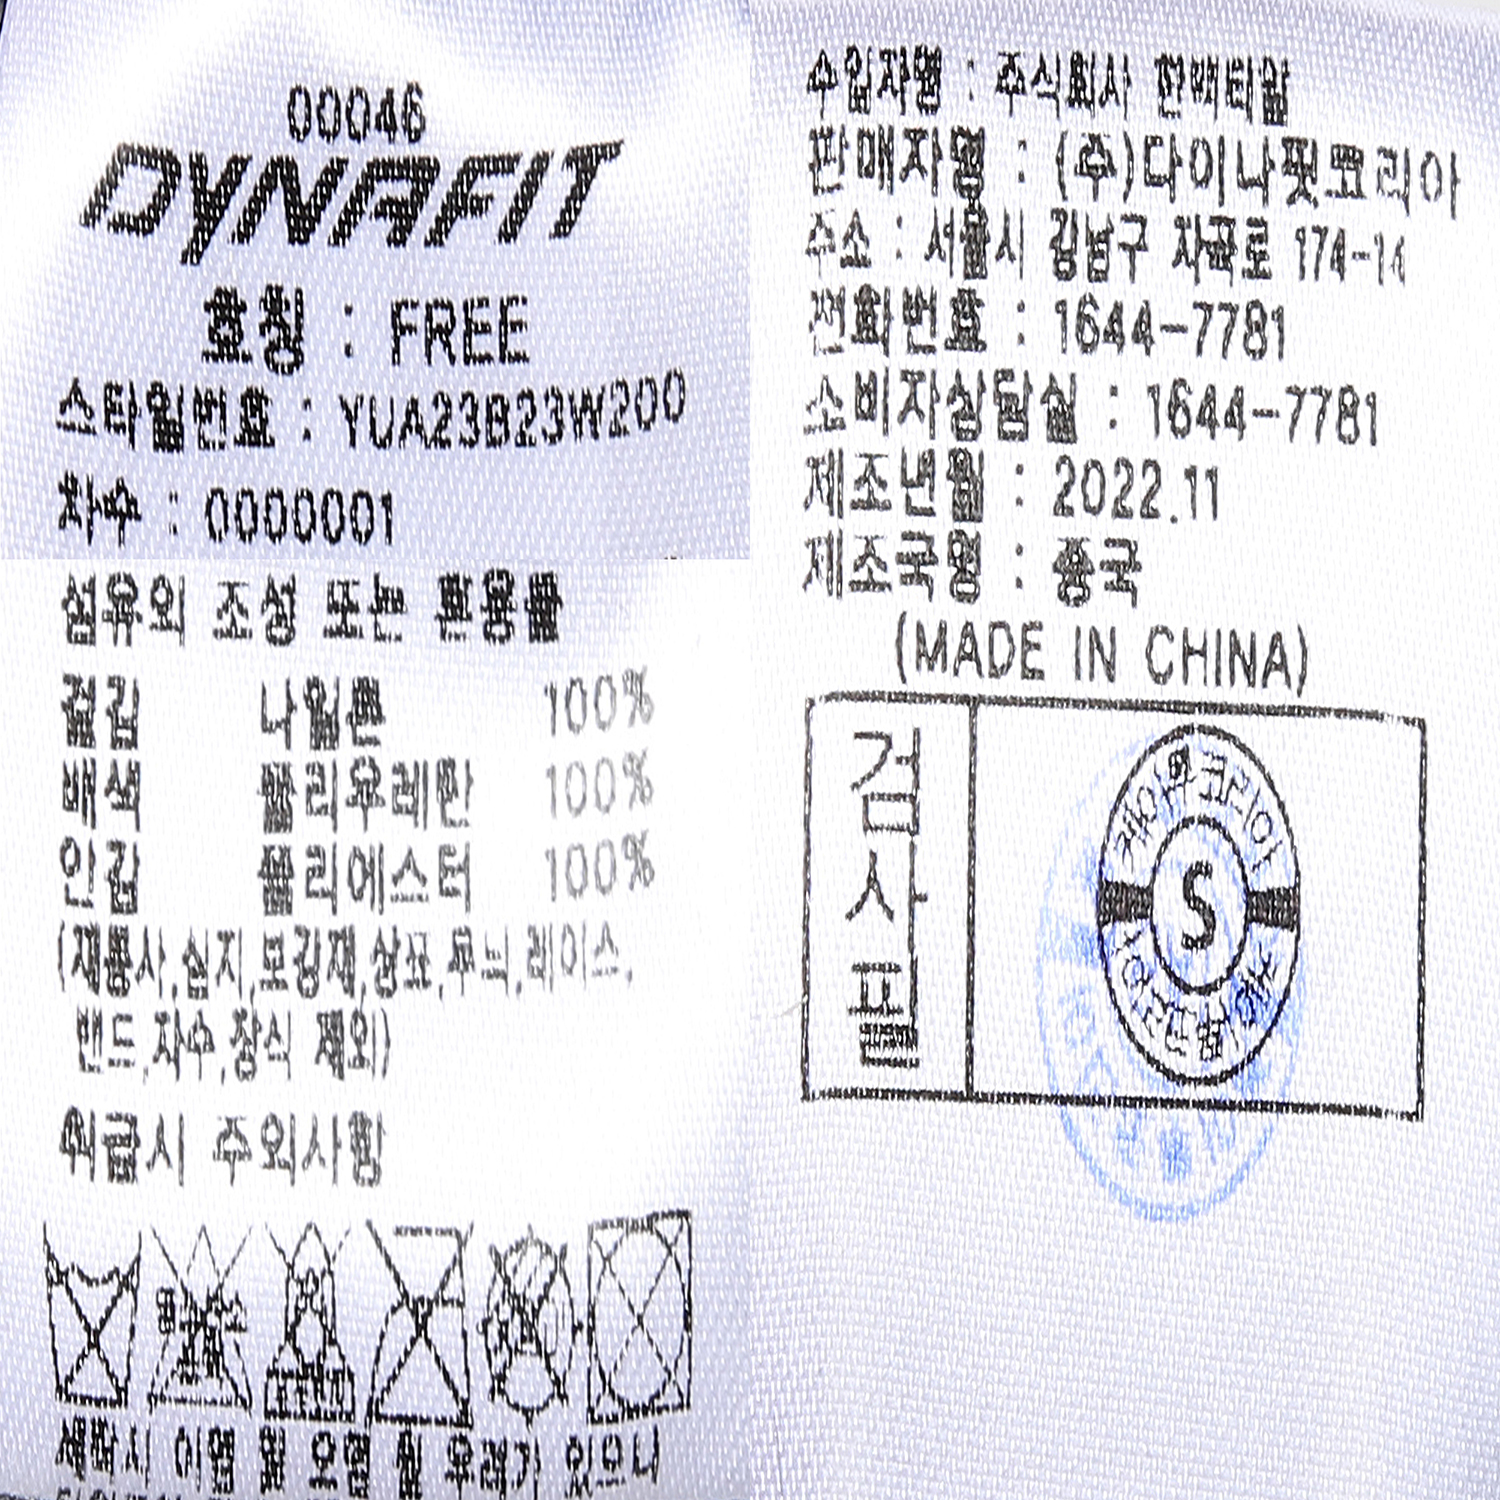 00046
DYNAFIT
호칭 : FREE
스타일번호 : YUA23B23W200
차수 : 0000001
섬유의 조성 또는 혼용률
겉감 나일론 100%
배색 폴리우레탄 100%
안감 폴리에스터 100%
(재봉사,심지,보강재,상표,무늬,레이스,
밴드,자수,장식 제외)
취급시 주의사항
세탁시 이염 및 오염 될 우려가 있으니
수입자명 : 주식회사 한백티앎
판매자명 : (주)다이나핏코리아
주소 : 서울시 강남구 자곡로 174-14
전화번호 : 1644-7781
소비자상담실 : 1644-7781
제조년월 : 2022.11
제조국명 : 중국
(MADE IN CHINA)
검사필
S